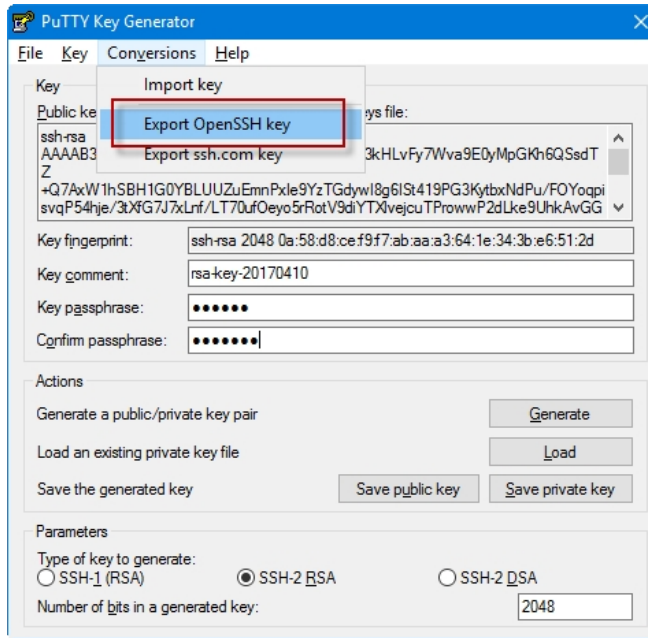 PuTTY Key Generator
File Key Conversions Help
Import key
Export OpenSSH key
Export ssh.com key
Key
Public ke
ys file:
ssh-rsa
AAAAB3
3kHLvFy7Wva9E0yMpGKh6QSsdT
Z
+Q7AxW1hSBH1G0YBLUUZuEmnPxle9YzTGdywI8g6ISt419PG3KytbxNdPu/FOYoqpi
svqP54hje/3tXfG7J7xLnf/LT70ufOeyo5rRotV9diYTXlvejcuTProwwP2dLke9UhkAvGG
Key fingerprint: ssh-rsa 2048 0a:58:d8:ce:f9:f7:ab:aa:a3:64:1e:34:3b:e6:51:2d
Key comment: rsa-key-20170410
Key passphrase: ••••••
Confirm passphrase: •••••••
Actions
Generate a public/private key pair Generate
Load an existing private key file Load
Save the generated key Save public key Save private key
Parameters
Type of key to generate:
SSH-1 (RSA) SSH-2 RSA SSH-2 DSA
Number of bits in a generated key: 2048